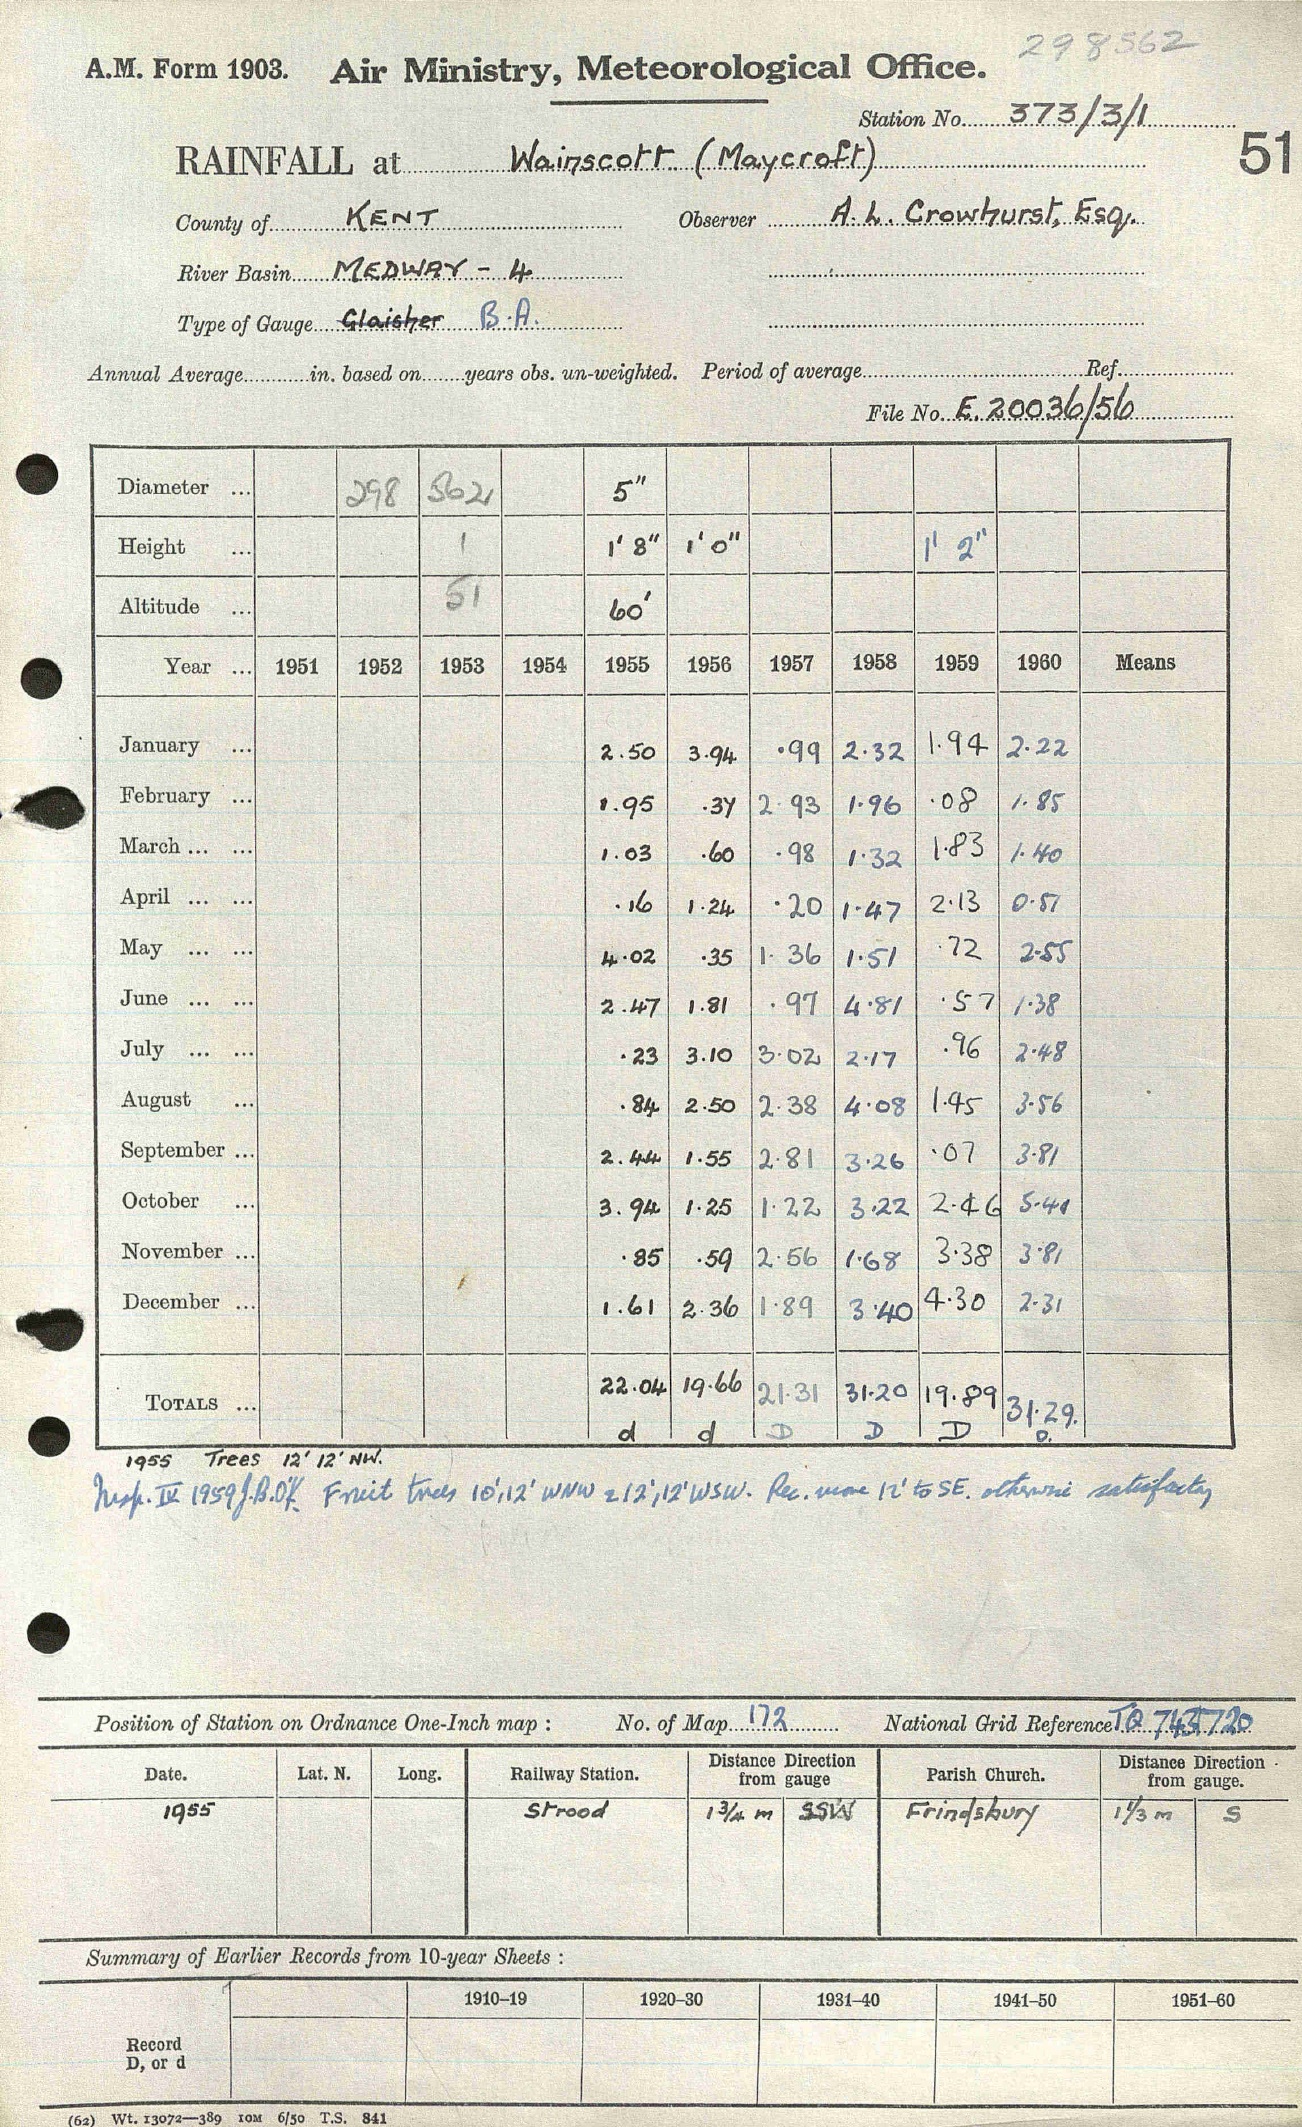 298562
A.M. Form 1903. Air Ministry, Meteorological Office.
Station No. 373/3/1
51
RAINFALL at Wainscott (Maycroft)
County of KENT Observer A. L. Crowhurst, Esq.
River Basin MEDWAY - 4
Type of Gauge Glaisher B.A.
Annual Average in. based on years obs. un-weighted. Period of average Ref.
File No. E. 20036/56
Diameter ... 298 562 5"
Height ... 1 1' 8" 1' 0" 1' 2"
Altitude ... 51 60'
Year ... 1951 1952 1953 1954 1955 1956 1957 1958 1959 1960 Means
January ... 2.50 3.94 .99 2.32 1.94 2.22
February ... 1.95 .37 2.93 1.96 .08 1.85
March ... ... 1.03 .60 .98 1.32 1.83 1.40
April ... ... .16 1.24 .20 1.47 2.13 0.51
May ... ... 4.02 .35 1.36 1.51 .72 2.55
June ... ... 2.47 1.81 .97 4.81 .57 1.38
July ... ... .23 3.10 3.02 2.17 .96 2.48
August ... .84 2.50 2.38 4.08 1.45 3.56
September ... 2.44 1.55 2.81 3.26 .07 3.81
October ... 3.94 1.25 1.22 3.22 2.46 5.41
November ... .85 .59 2.56 1.68 3.38 3.81
December ... 1.61 2.36 1.89 3.40 4.30 2.31
TOTALS ... 22.04 19.66 21.31 31.20 19.89 31.29.
d d D D D D.
1955 Trees 12' 12' NW.
Insp. IV 1959 J.B.O'K. Fruit trees 10', 12' WNW & 12', 12' WSW. Rec. move 12' to SE. otherwise satisfactory
Position of Station on Ordnance One-Inch map : No. of Map 172 National Grid Reference TQ 743720
Date. Lat. N. Long. Railway Station. Distance Direction from gauge Parish Church. Distance Direction from gauge.
1955 Strood 1 3/4 m SSW Frindsbury 1 1/3 m S
Summary of Earlier Records from 10-year Sheets :
1910–19 1920–30 1931–40 1941–50 1951–60
Record
D, or d
(62) Wt. 13072—389 10M 6/50 T.S. 841